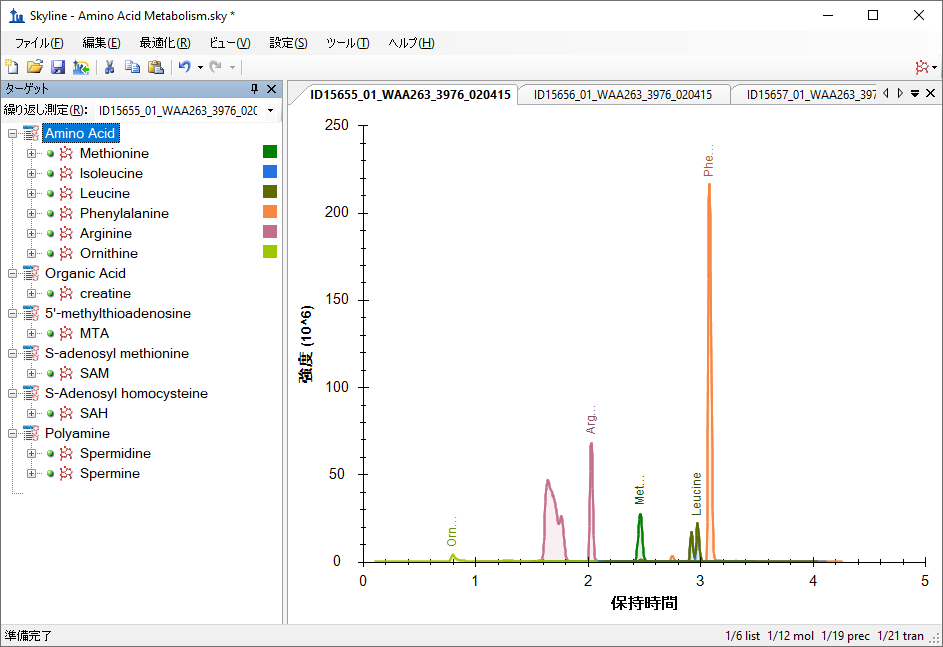 Skyline - Amino Acid Metabolism.sky *
ファイル(F) 編集(E) 最適化(R) ビュー(V) 設定(S) ツール(T) ヘルプ(H)
ターゲット
繰り返し測定(R): ID15655_01_WAA263_3976_020
Amino Acid
Methionine
Isoleucine
Leucine
Phenylalanine
Arginine
Ornithine
Organic Acid
creatine
5'-methylthioadenosine
MTA
S-adenosyl methionine
SAM
S-Adenosyl homocysteine
SAH
Polyamine
Spermidine
Spermine
ID15655_01_WAA263_3976_020415 ID15656_01_WAA263_3976_020415 ID15657_01_WAA263_397
250
200
150
100
50
0
強度 (10^6)
Orn...
Arg...
Met...
Leucine
Phe...
0 1 2 3 4 5
保持時間
準備完了 1/6 list 1/12 mol 1/19 prec 1/21 tran